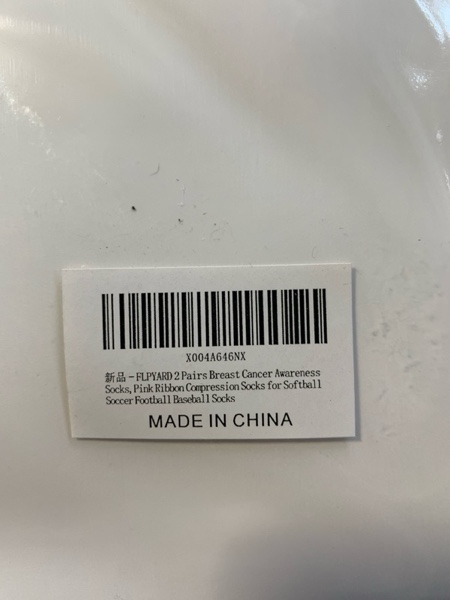 X004A646NX
新品 - FLPYARD 2 Pairs Breast Cancer Awareness
Socks, Pink Ribbon Compression Socks for Softball
Soccer Football Baseball Socks
MADE IN CHINA